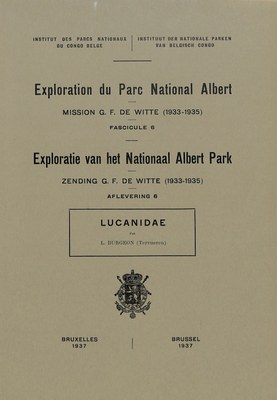 INSTITUT DES PARCS NATIONAUX
DU CONGO BELGE
INSTITUUT DER NATIONALE PARKEN
VAN BELGISCH CONGO
Exploration du Parc National Albert
MISSION G. F. DE WITTE (1933-1935)
FASCICULE 6
Exploratie van het Nationaal Albert Park
ZENDING G. F. DE WITTE (1933-1935)
AFLEVERING 6
LUCANIDAE
PAR
L. BURGEON (Tervueren)
BRUXELLES
1937
BRUSSEL
1937